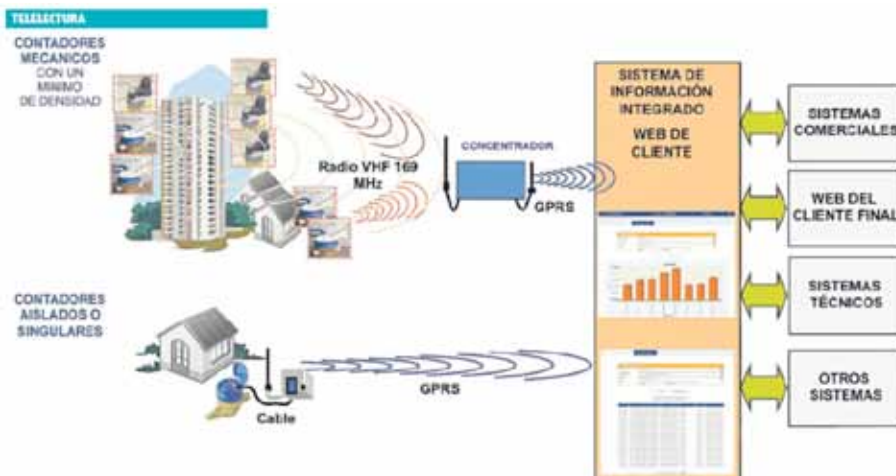 TELELECTURA
CONTADORES
MECANICOS
CON UN
MINIMO
DE DENSIDAD
Radio VHF 169
MHz
CONCENTRADOR
GPRS
SISTEMA DE
INFORMACIÓN
INTEGRADO
WEB DE
CLIENTE
SISTEMAS
COMERCIALES
WEB DEL
CLIENTE FINAL
SISTEMAS
TÉCNICOS
OTROS
SISTEMAS
CONTADORES
AISLADOS O
SINGULARES
Cable
GPRS